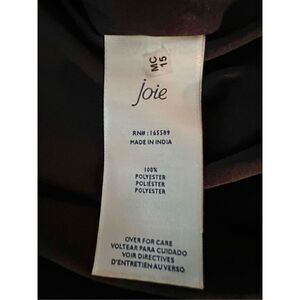 MC
15
joie
RN#: 165589
MADE IN INDIA
100%
POLYESTER
POLIÉSTER
POLYESTER
OVER FOR CARE
VOLTEAR PARA CUIDADO
VOIR DIRECTIVES
D'ENTRETIEN AU VERSO